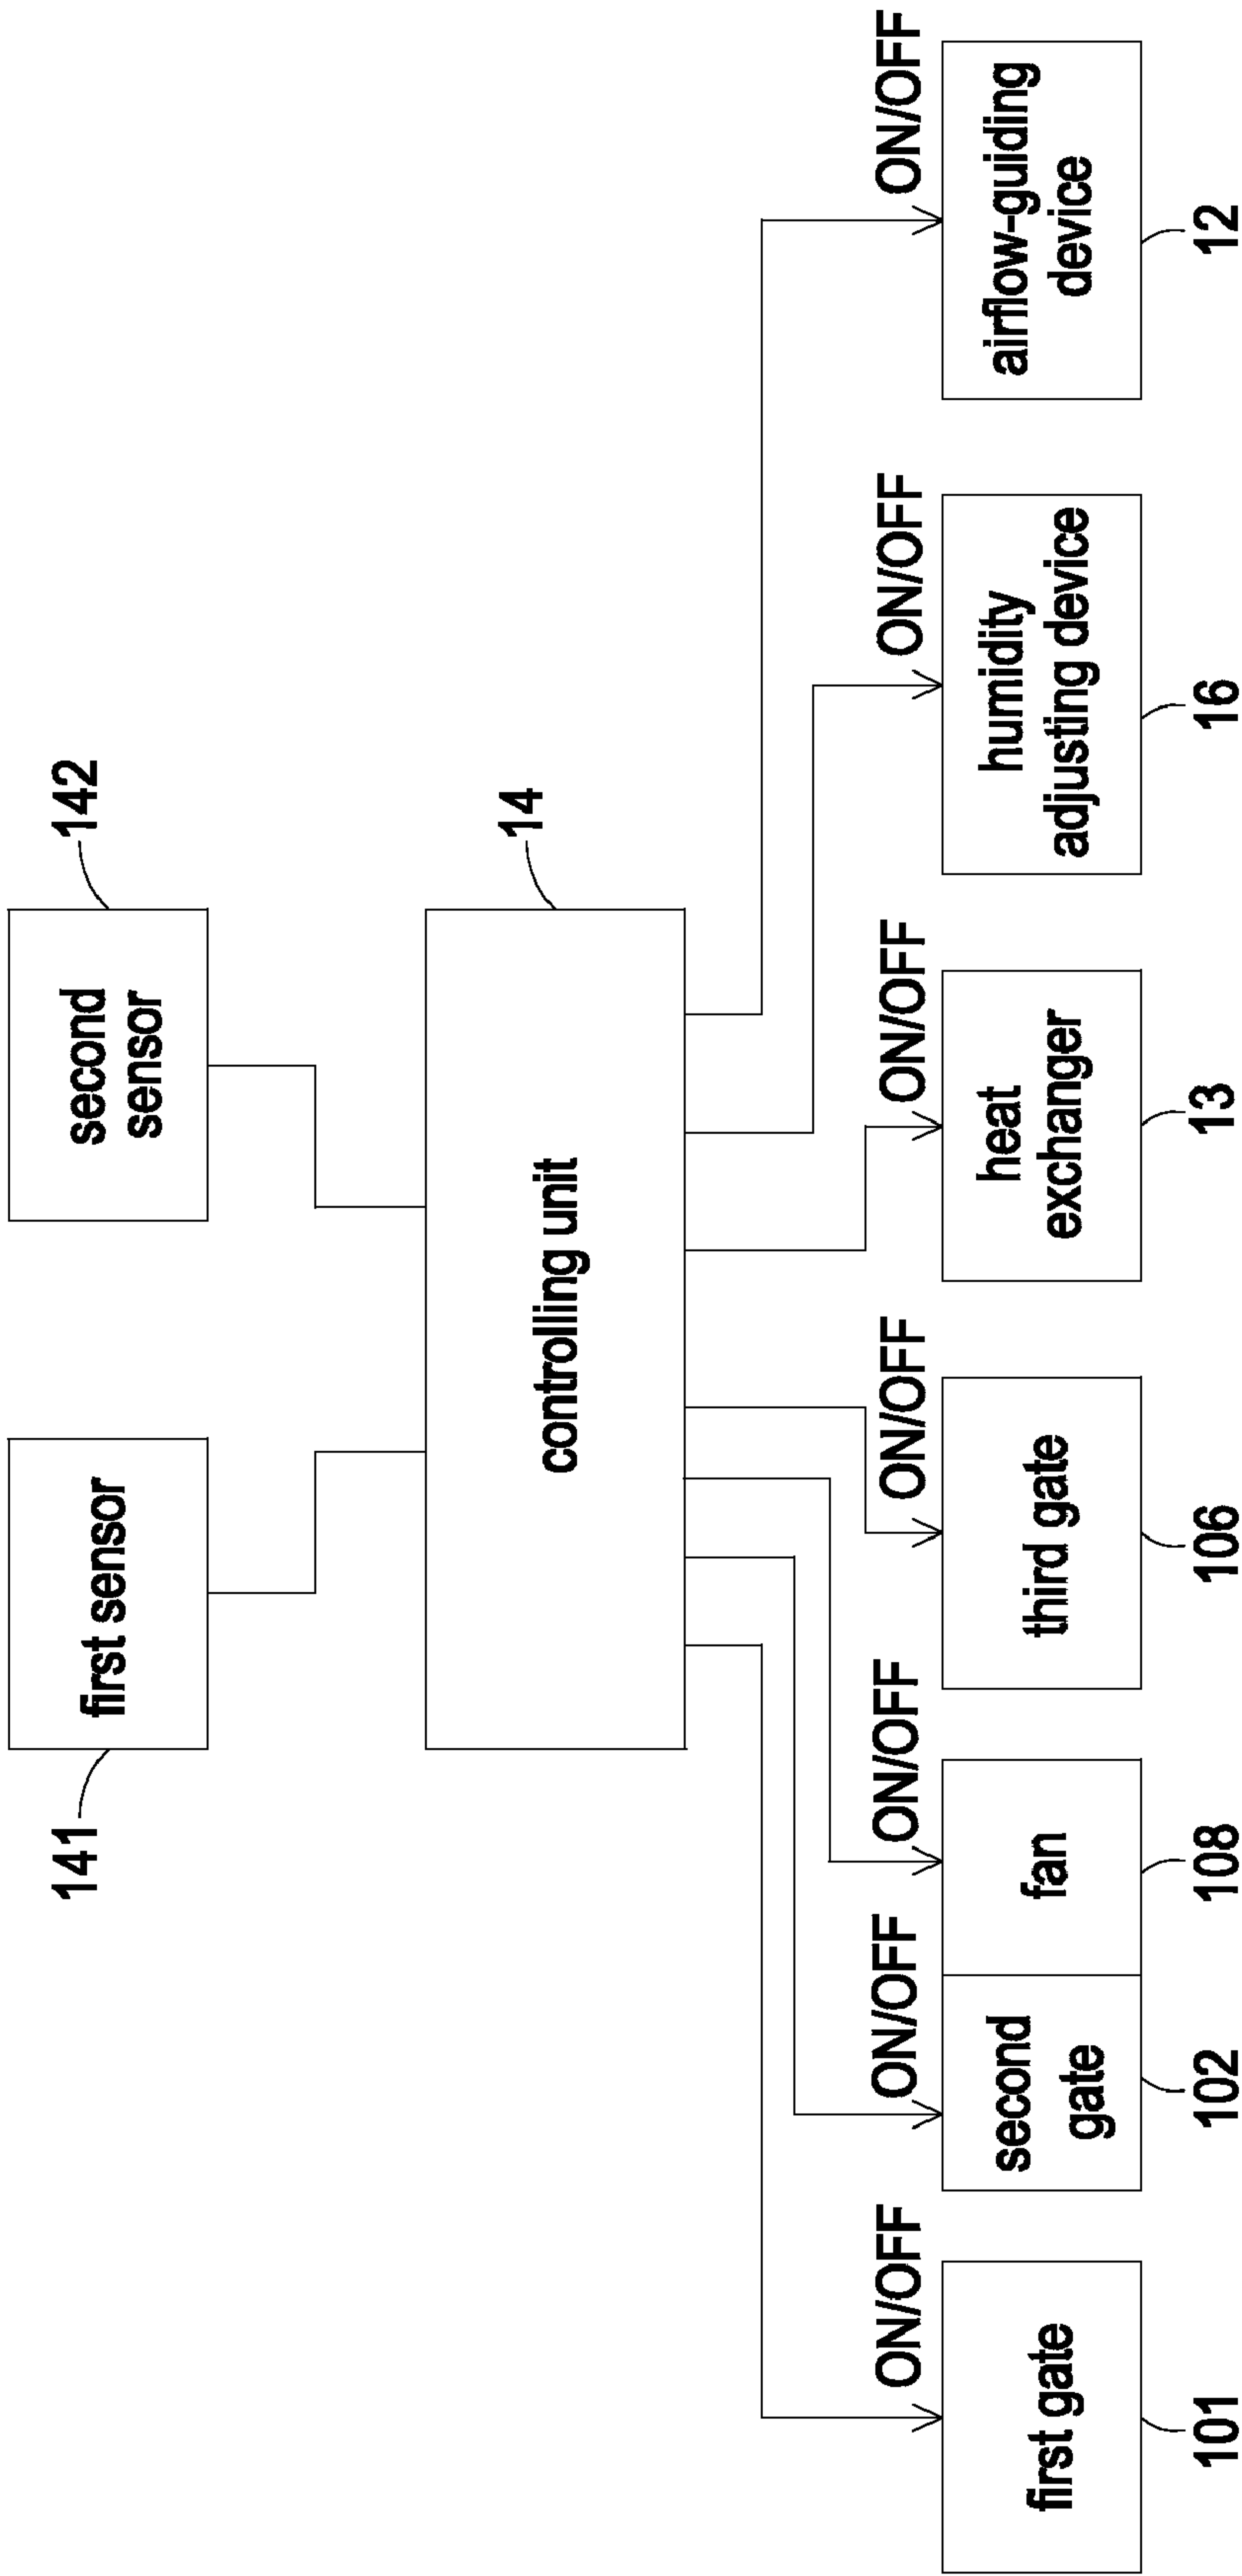 141
first sensor
second
sensor
142
controlling unit
14
ON/OFF
ON/OFF
ON/OFF
ON/OFF
ON/OFF
ON/OFF
ON/OFF
first gate
second
gate
fan
third gate
heat
exchanger
humidity
adjusting device
airflow-guiding
device
101
102
108
106
13
16
12